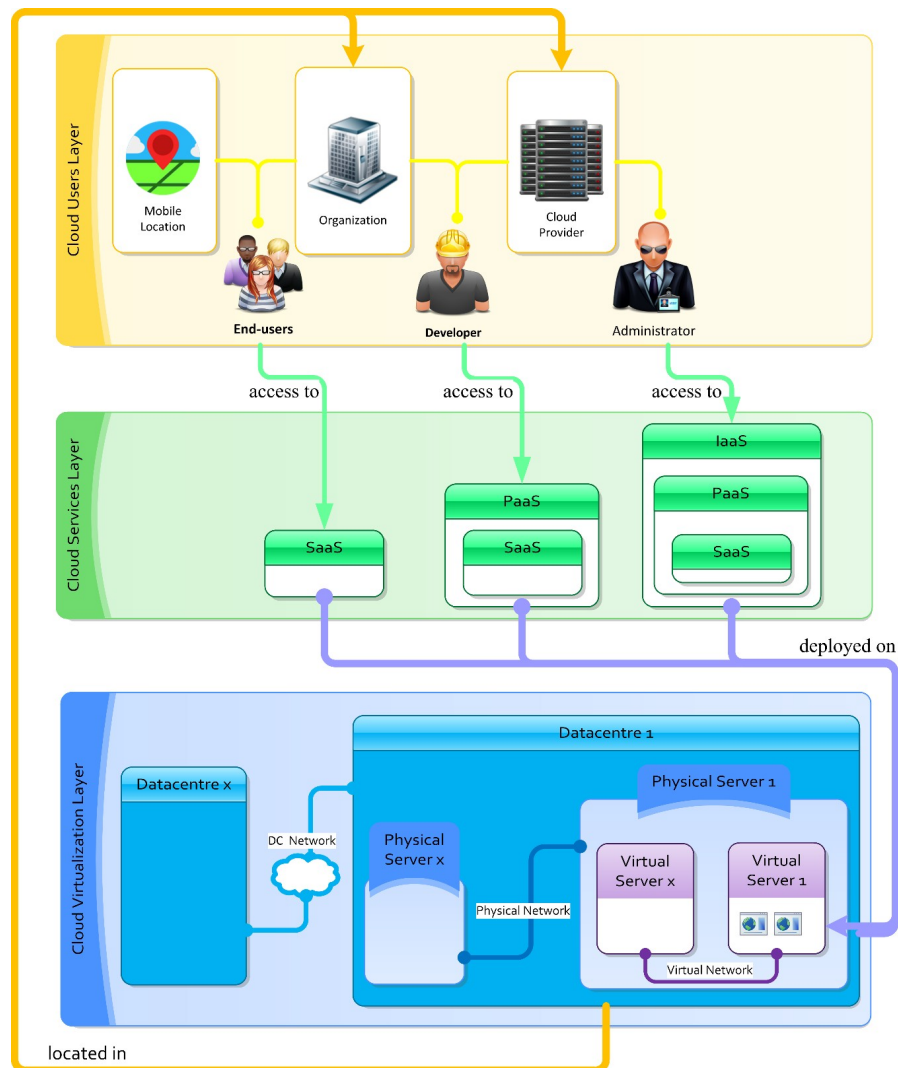 Cloud Users Layer
Mobile
Location
Organization
Cloud
Provider
End-users
Developer
Administrator
access to
access to
access to
Cloud Services Layer
SaaS
PaaS
SaaS
IaaS
PaaS
SaaS
deployed on
Cloud Virtualization Layer
Datacentre x
DC Network
Datacentre 1
Physical
Server x
Physical Network
Physical Server 1
Virtual
Server x
Virtual
Server 1
Virtual Network
located in